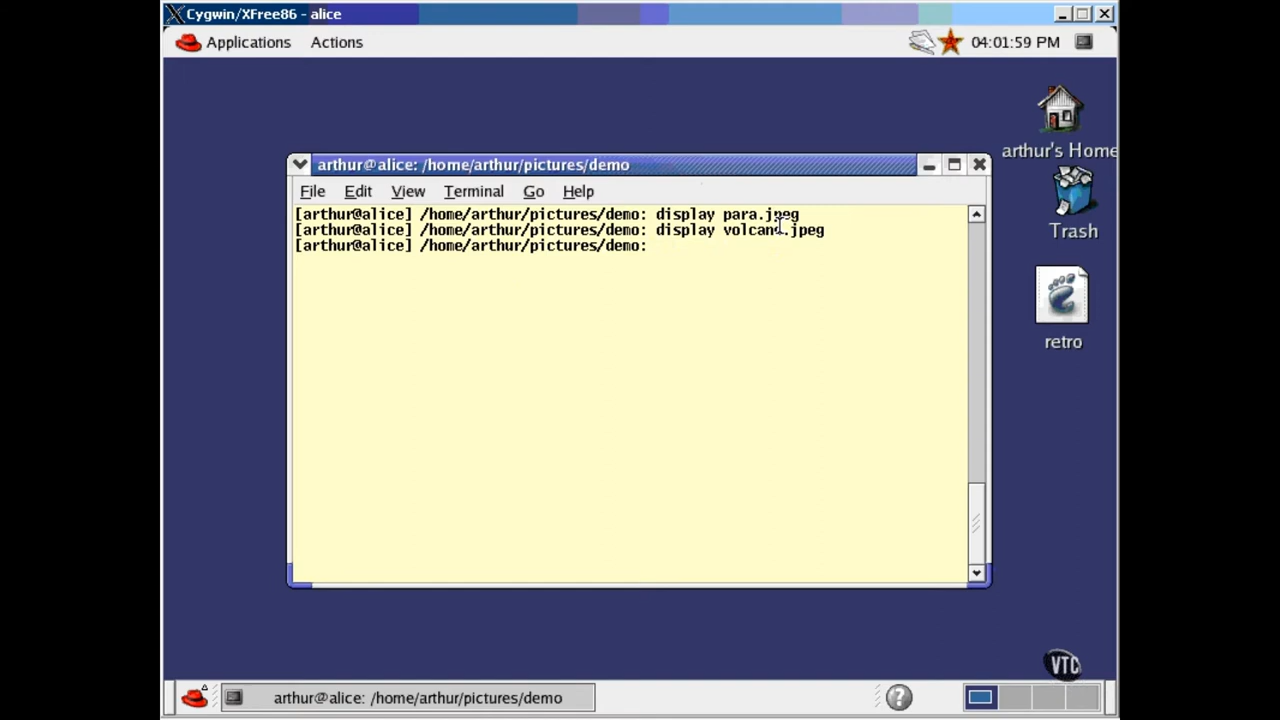 Cygwin/XFree86 - alice
Applications Actions 04:01:59 PM
arthur's Home
arthur@alice: /home/arthur/pictures/demo
File Edit View Terminal Go Help
[arthur@alice] /home/arthur/pictures/demo: display para.jpeg
[arthur@alice] /home/arthur/pictures/demo: display volcano.jpeg
[arthur@alice] /home/arthur/pictures/demo:
Trash
retro
VTC
arthur@alice: /home/arthur/pictures/demo